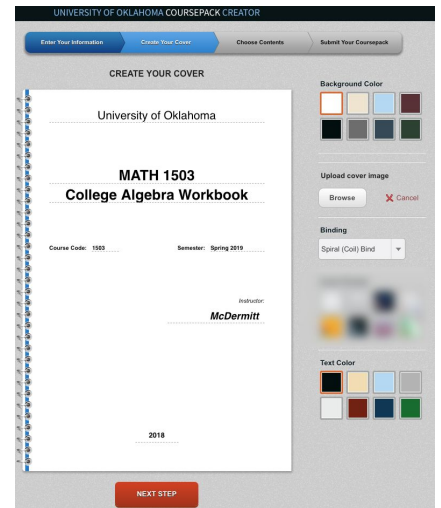 UNIVERSITY OF OKLAHOMA COURSEPACK CREATOR
Enter Your Information
Create Your Cover
Choose Contents
Submit Your Coursepack
CREATE YOUR COVER
University of Oklahoma
MATH 1503
College Algebra Workbook
Course Code: 1503
Semester: Spring 2019
Instructor:
McDermitt
2018
NEXT STEP
Background Color
Upload cover image
Browse
X Cancel
Binding
Spiral (Coil) Bind
Text Color